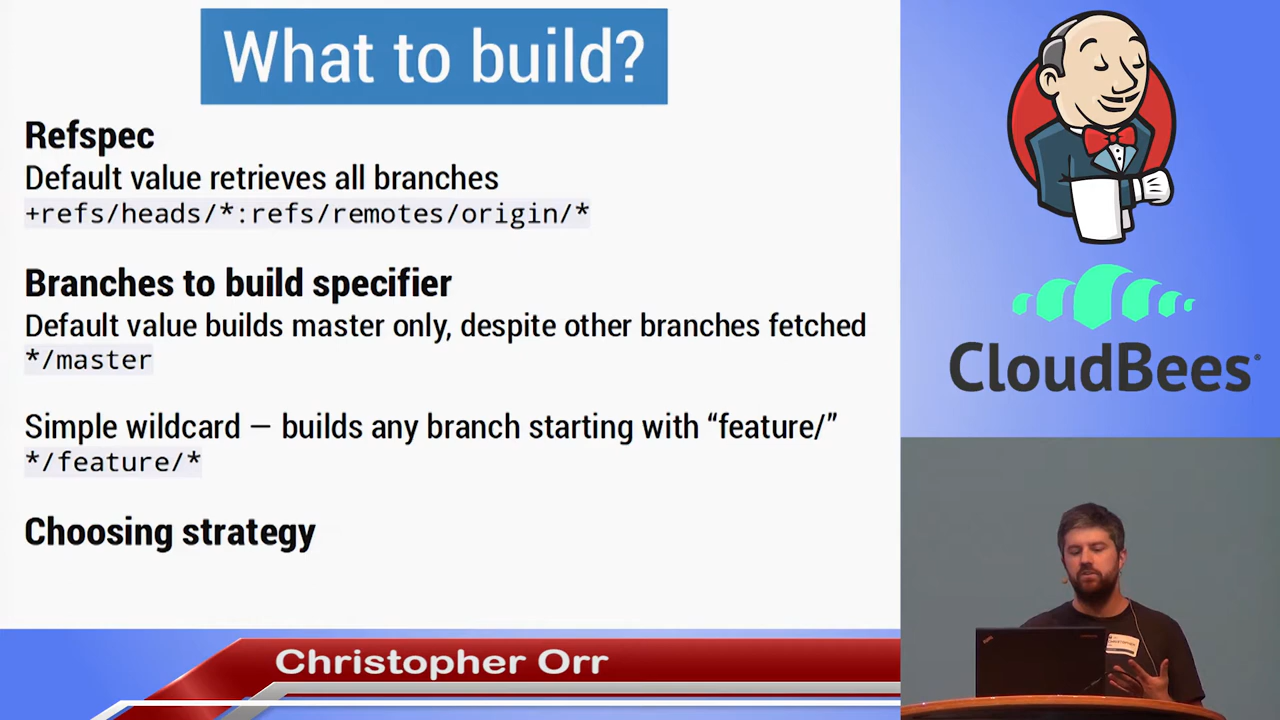 What to build?
Refspec
Default value retrieves all branches
+refs/heads/*:refs/remotes/origin/*
Branches to build specifier
Default value builds master only, despite other branches fetched
*/master
Simple wildcard — builds any branch starting with “feature/”
*/feature/*
Choosing strategy
CloudBees®
Christopher Orr